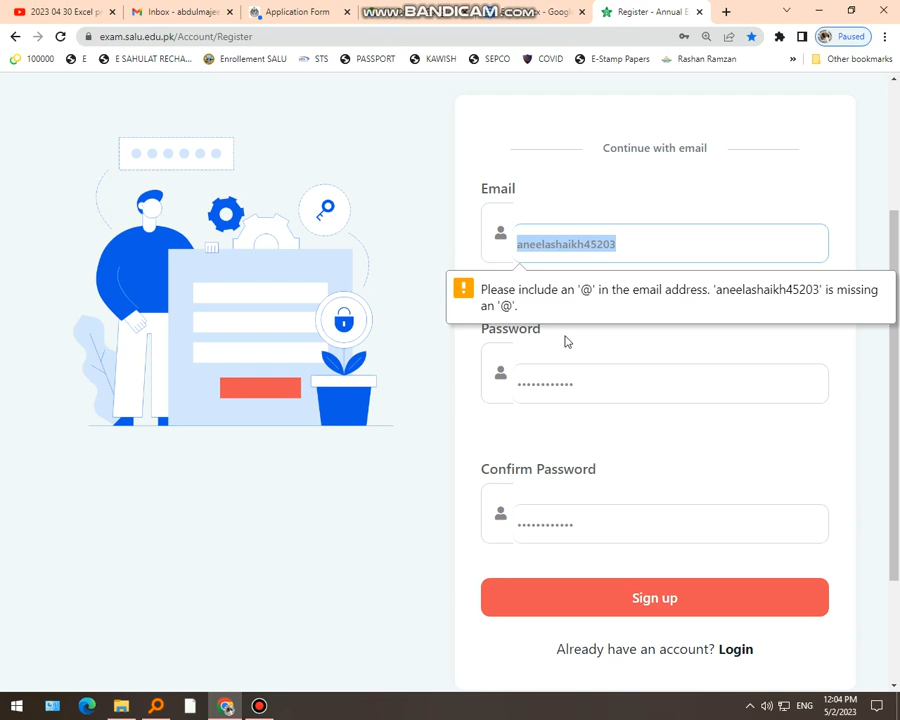 2023 04 30 Excel p
Inbox - abdulmajee
Application Form
WWW.BANDICAM.COM
x - Goog
Register - Annual E
exam.salu.edu.pk/Account/Register
Paused
100000
E
E SAHULAT RECHA...
Enrollement SALU
STS
PASSPORT
KAWISH
SEPCO
COVID
E-Stamp Papers
Rashan Ramzan
»
Other bookmarks
Continue with email
Email
aneelashaikh45203
Please include an '@' in the email address. 'aneelashaikh45203' is missing
an '@'.
Password
Confirm Password
Sign up
Already have an account? Login
ENG
12:04 PM
5/2/2023